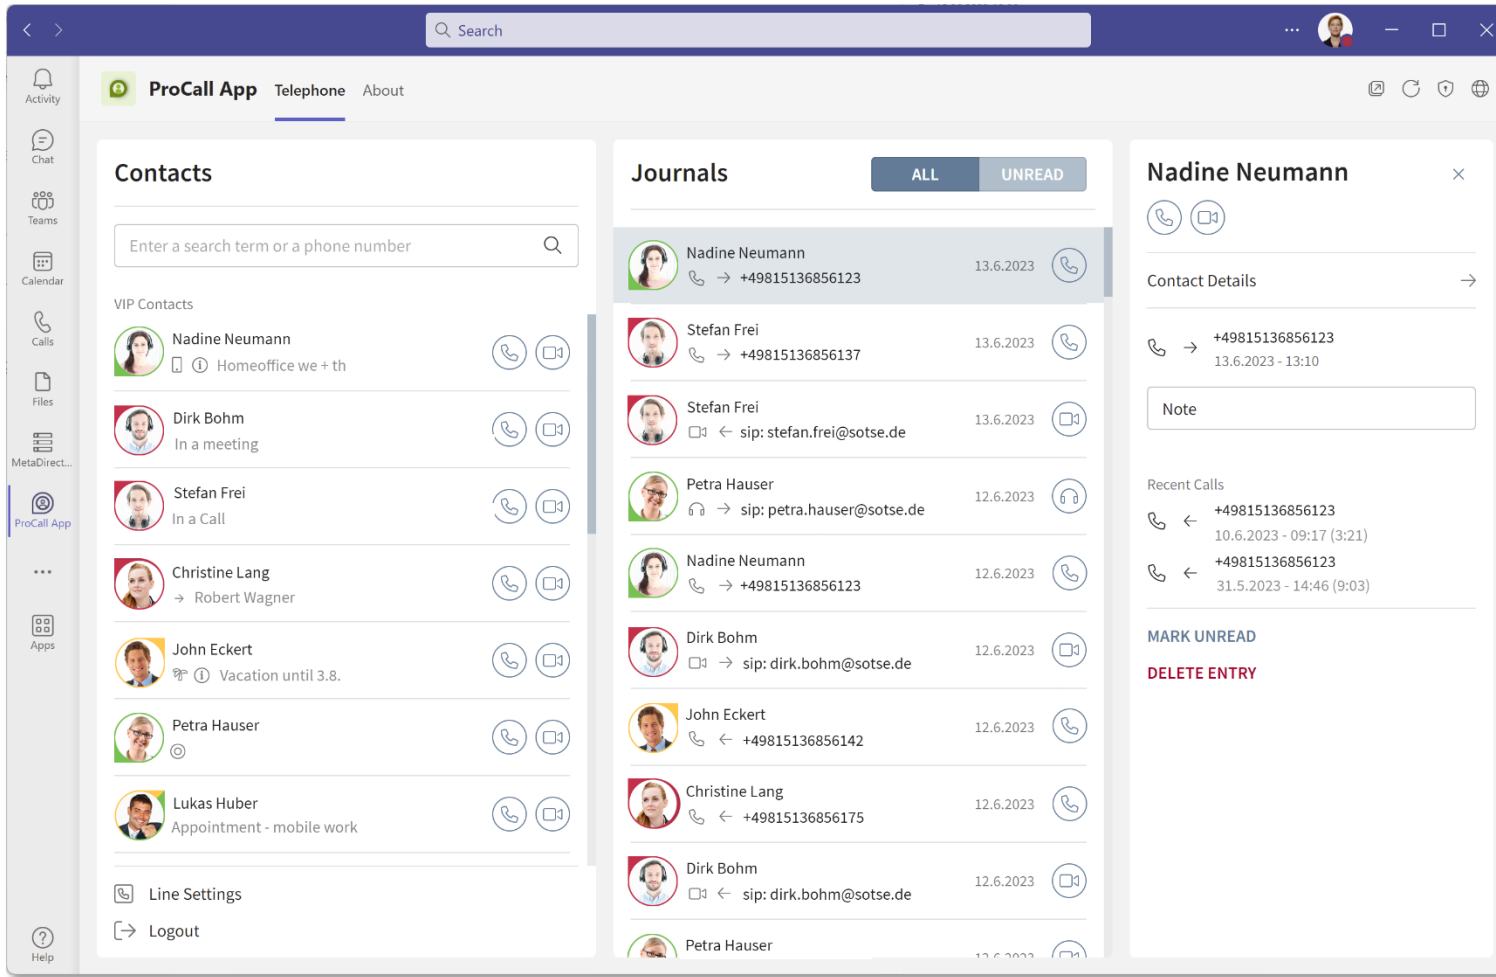 Search
Activity
Chat
Teams
Calendar
Calls
Files
MetaDirect...
ProCall App
Apps
Help
ProCall App Telephone About
Contacts
Enter a search term or a phone number
VIP Contacts
Nadine Neumann
Homeoffice we + th
Dirk Bohm
In a meeting
Stefan Frei
In a Call
Christine Lang
→ Robert Wagner
John Eckert
Vacation until 3.8.
Petra Hauser
Lukas Huber
Appointment - mobile work
Line Settings
Logout
Journals ALL UNREAD
Nadine Neumann
→ +49815136856123 13.6.2023
Stefan Frei
→ +49815136856137 13.6.2023
Stefan Frei
← sip: stefan.frei@sotse.de 13.6.2023
Petra Hauser
→ sip: petra.hauser@sotse.de 12.6.2023
Nadine Neumann
→ +49815136856123 12.6.2023
Dirk Bohm
→ sip: dirk.bohm@sotse.de 12.6.2023
John Eckert
← +49815136856142 12.6.2023
Christine Lang
← +49815136856175 12.6.2023
Dirk Bohm
← sip: dirk.bohm@sotse.de 12.6.2023
Petra Hauser
Nadine Neumann
Contact Details →
→ +49815136856123
13.6.2023 - 13:10
Note
Recent Calls
← +49815136856123
10.6.2023 - 09:17 (3:21)
← +49815136856123
31.5.2023 - 14:46 (9:03)
MARK UNREAD
DELETE ENTRY